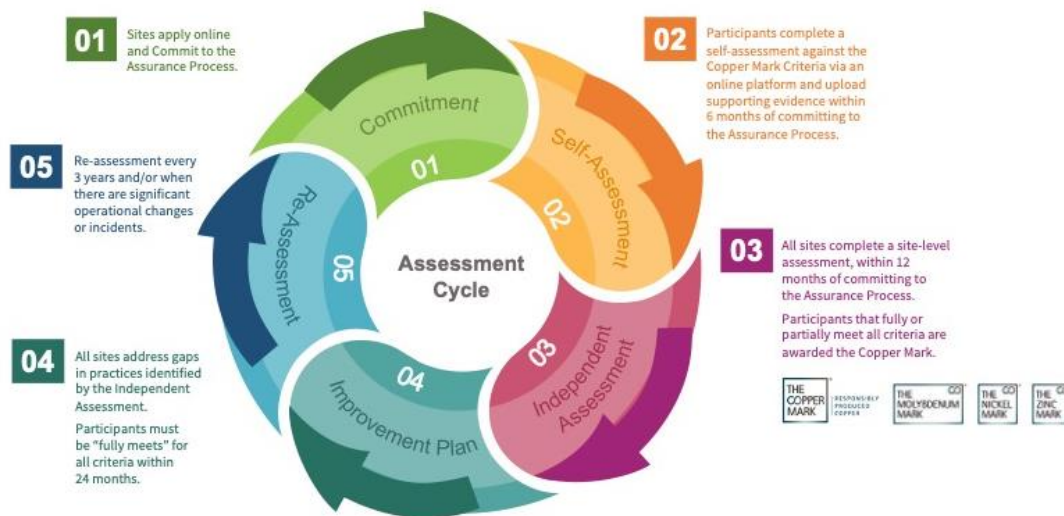 01
Sites apply online
and Commit to the
Assurance Process.
02
Participants complete a
self-assessment against the
Copper Mark Criteria via an
online platform and upload
supporting evidence within
6 months of committing to
the Assurance Process.
03
All sites complete a site-level
assessment, within 12
months of committing to
the Assurance Process.
Participants that fully or
partially meet all criteria are
awarded the Copper Mark.
THE
COPPER
MARK
RESPONSIBLY
PRODUCED
COPPER
THE
MOLYBDENUM
MARK
THE
NICKEL
MARK
THE
ZINC
MARK
04
All sites address gaps
in practices identified
by the Independent
Assessment.
Participants must
be “fully meets” for
all criteria within
24 months.
05
Re-assessment every
3 years and/or when
there are significant
operational changes
or incidents.
Assessment
Cycle
Commitment
01
Self-Assessment
02
Independent
Assessment
03
Improvement Plan
04
Re-Assessment
05